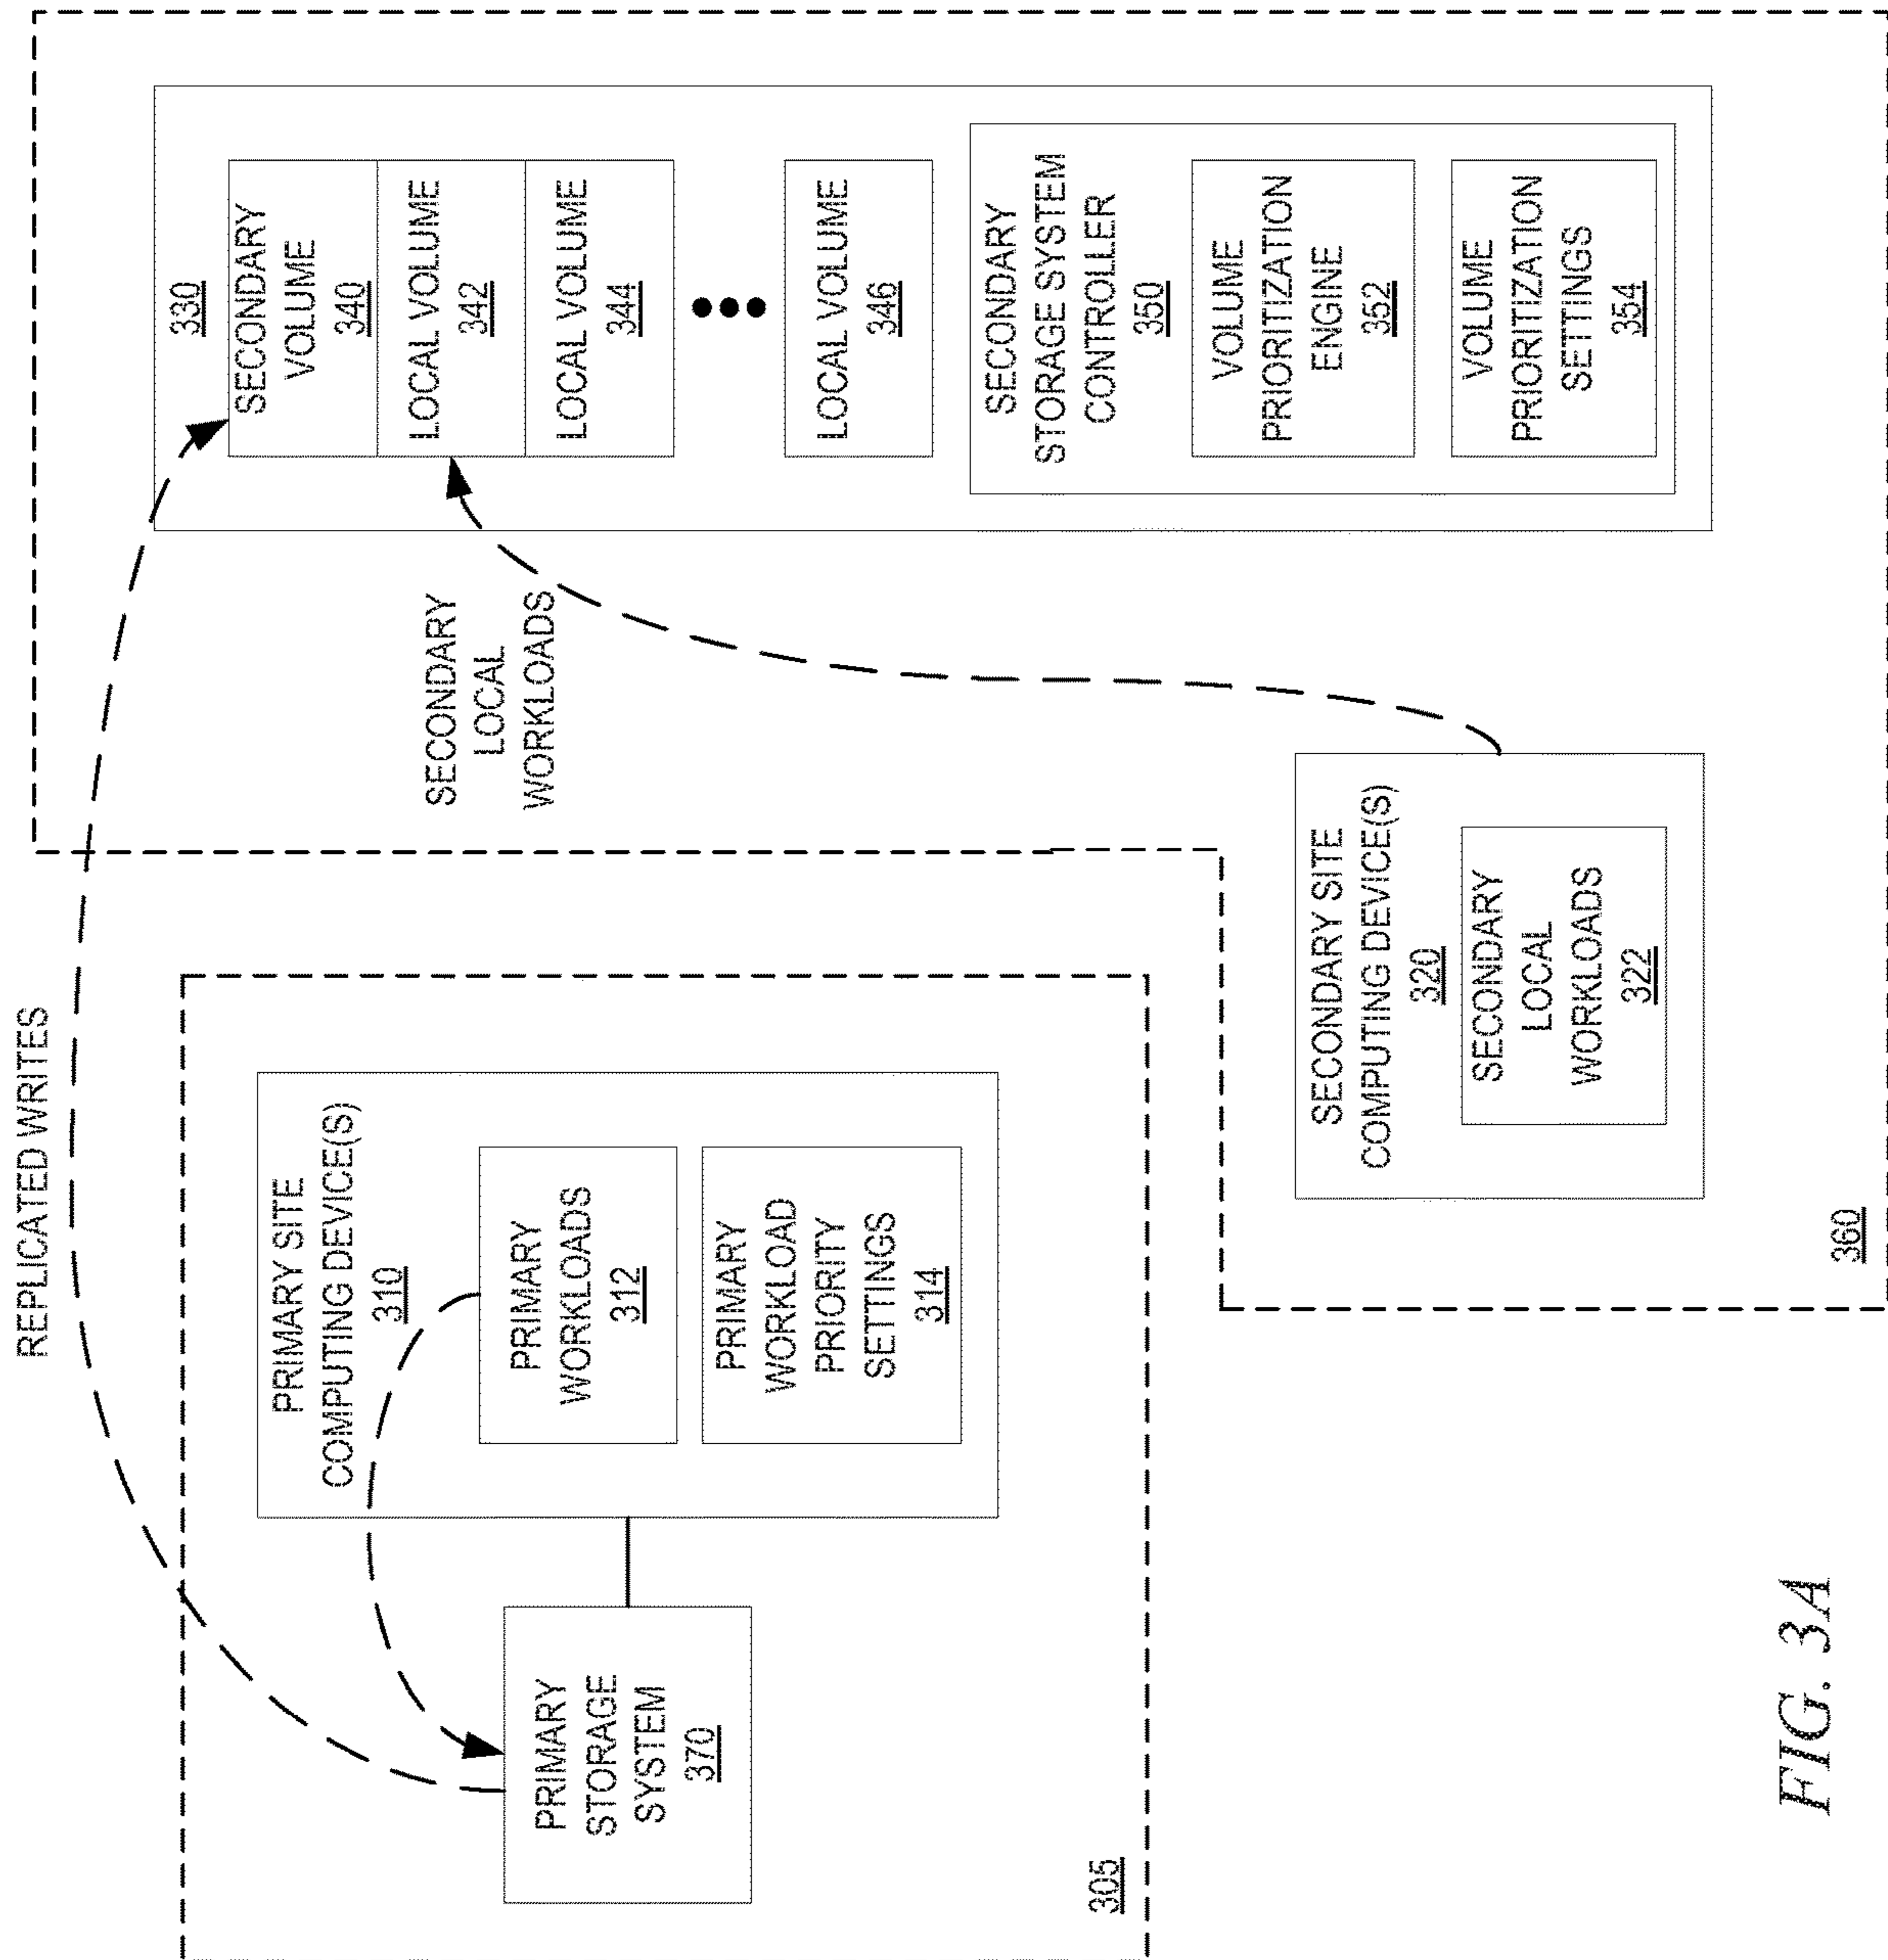 REPLICATED WRITES
PRIMARY SITE
COMPUTING DEVICE(S)
310
PRIMARY
WORKLOADS
312
PRIMARY
WORKLOAD
PRIORITY
SETTINGS
314
PRIMARY
STORAGE
SYSTEM
370
305
330
SECONDARY
VOLUME
340
LOCAL VOLUME
342
LOCAL VOLUME
344
LOCAL VOLUME
346
SECONDARY
STORAGE SYSTEM
CONTROLLER
350
VOLUME
PRIORITIZATION
ENGINE
352
VOLUME
PRIORITIZATION
SETTINGS
354
SECONDARY
LOCAL
WORKLOADS
SECONDARY SITE
COMPUTING DEVICE(S)
320
SECONDARY
LOCAL
WORKLOADS
322
360
FIG. 3A